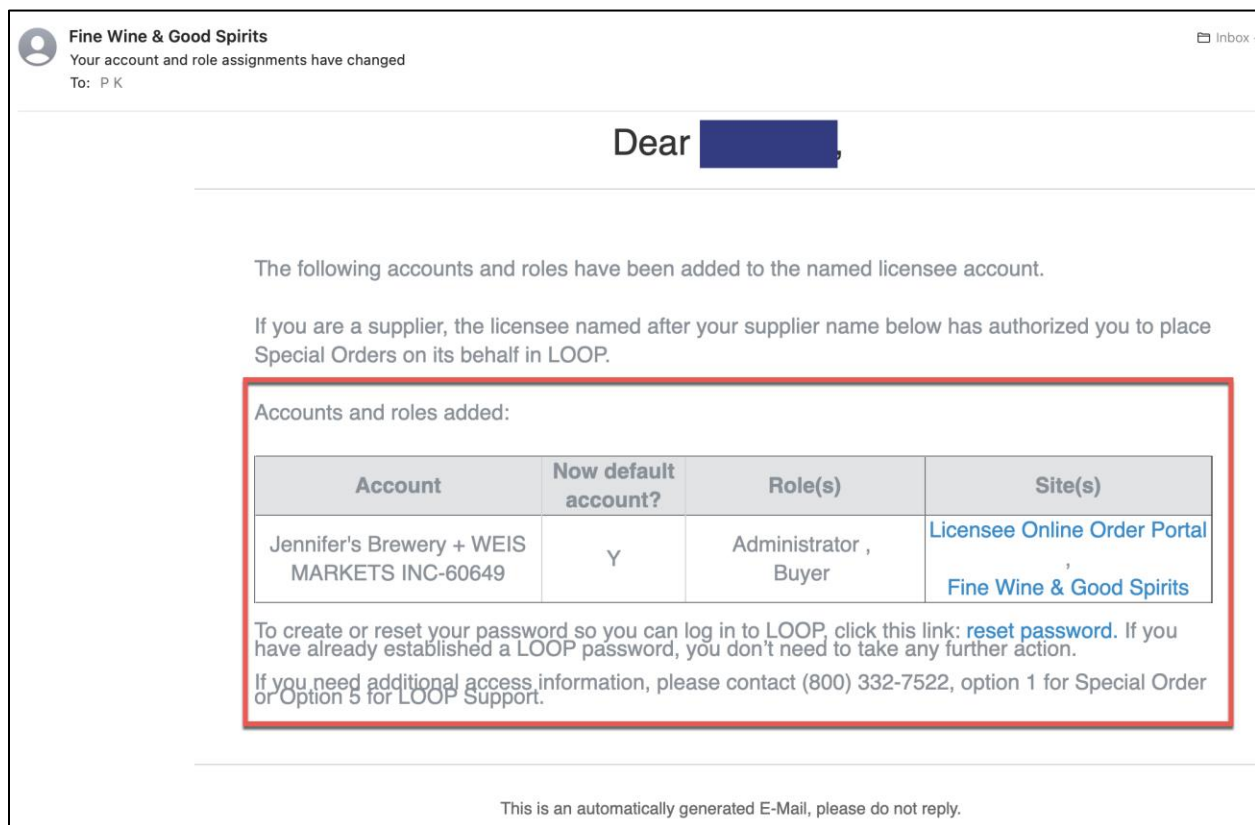 Fine Wine & Good Spirits
Inbox
Your account and role assignments have changed
To: P K
Dear ,
The following accounts and roles have been added to the named licensee account.
If you are a supplier, the licensee named after your supplier name below has authorized you to place
Special Orders on its behalf in LOOP.
Accounts and roles added:
Account
Now default
account?
Role(s)
Site(s)
Jennifer's Brewery + WEIS
MARKETS INC-60649
Y
Administrator ,
Buyer
Licensee Online Order Portal
,
Fine Wine & Good Spirits
To create or reset your password so you can log in to LOOP, click this link: reset password. If you
have already established a LOOP password, you don't need to take any further action.
If you need additional access information, please contact (800) 332-7522, option 1 for Special Order
or Option 5 for LOOP Support.
This is an automatically generated E-Mail, please do not reply.